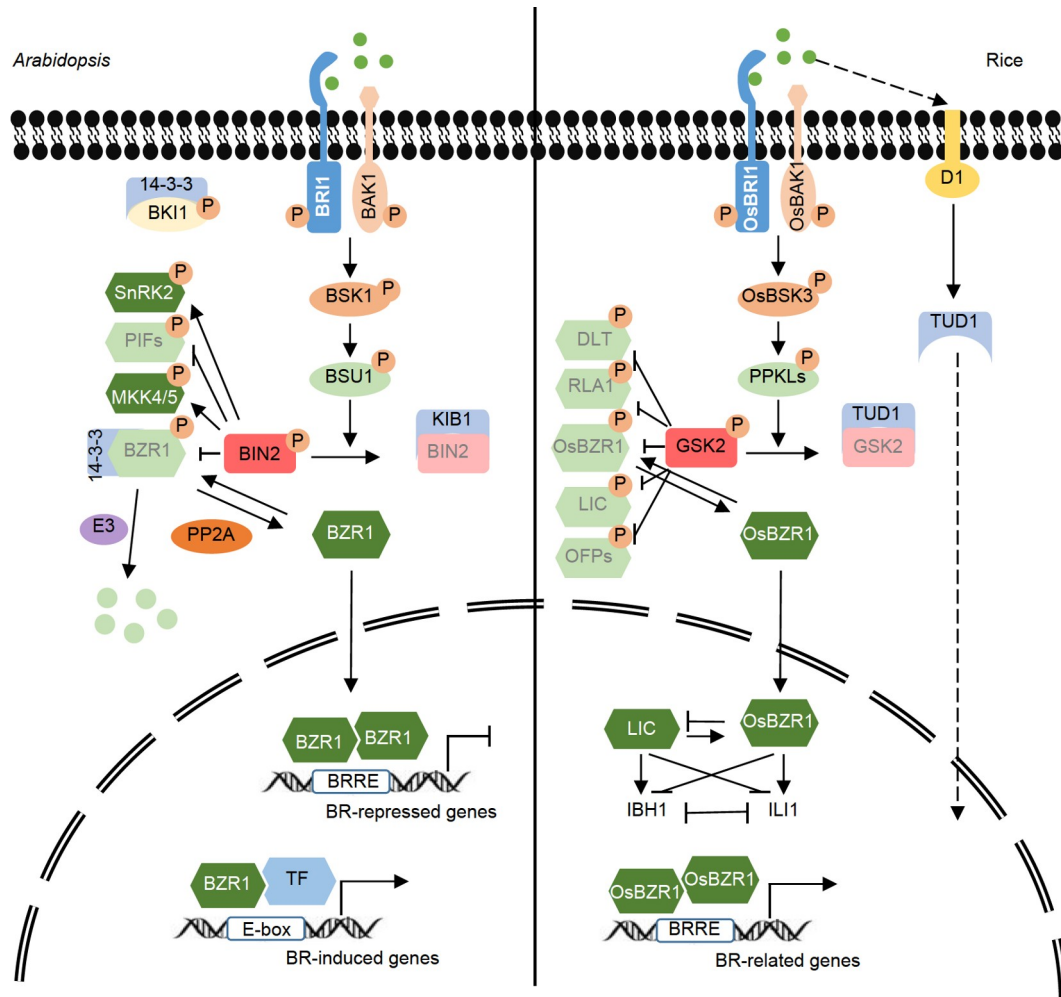 Arabidopsis
14-3-3
BKI1
P
BRI1
P
BAK1
P
BSK1
P
BSU1
P
SnRK2
P
PIFs
P
MKK4/5
P
14-3-3
BZR1
P
BIN2
P
KIB1
BIN2
E3
PP2A
BZR1
BZR1
BZR1
BRRE
BR-repressed genes
BZR1
TF
E-box
BR-induced genes
Rice
OsBRI1
P
OsBAK1
P
D1
OsBSK3
P
PPKLs
P
TUD1
DLT
P
RLA1
P
OsBZR1
P
LIC
P
OFPs
P
GSK2
P
TUD1
GSK2
OsBZR1
LIC
OsBZR1
IBH1
ILI1
OsBZR1
OsBZR1
BRRE
BR-related genes